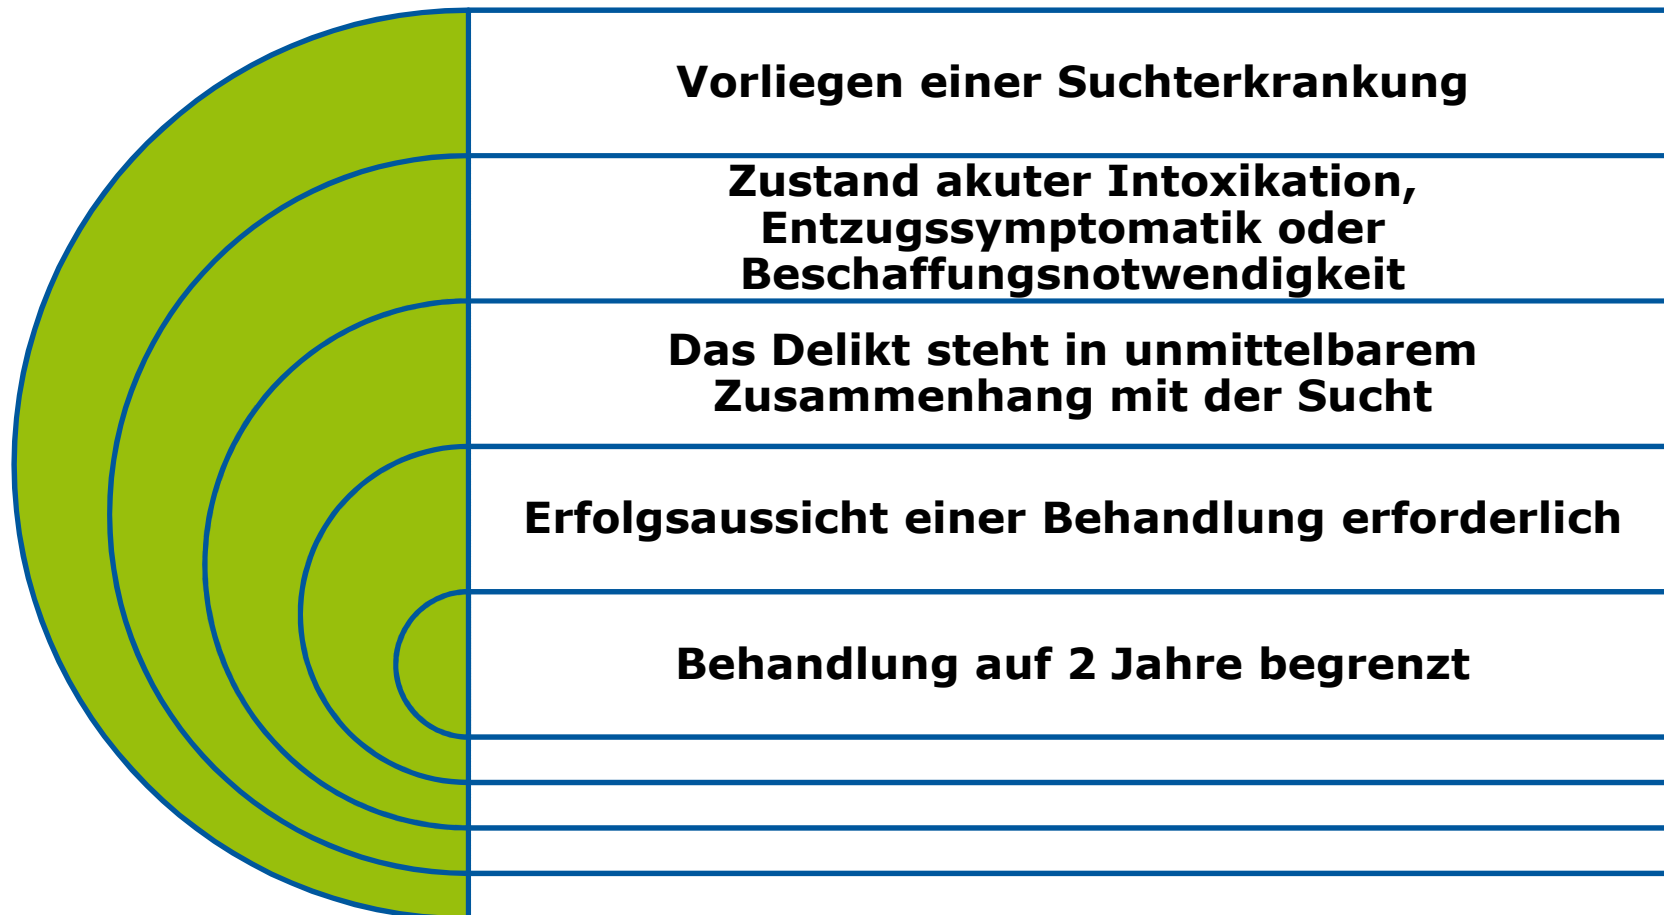 Vorliegen einer Suchterkrankung
Zustand akuter Intoxikation,
Entzugssymptomatik oder
Beschaffungsnotwendigkeit
Das Delikt steht in unmittelbarem
Zusammenhang mit der Sucht
Erfolgsaussicht einer Behandlung erforderlich
Behandlung auf 2 Jahre begrenzt